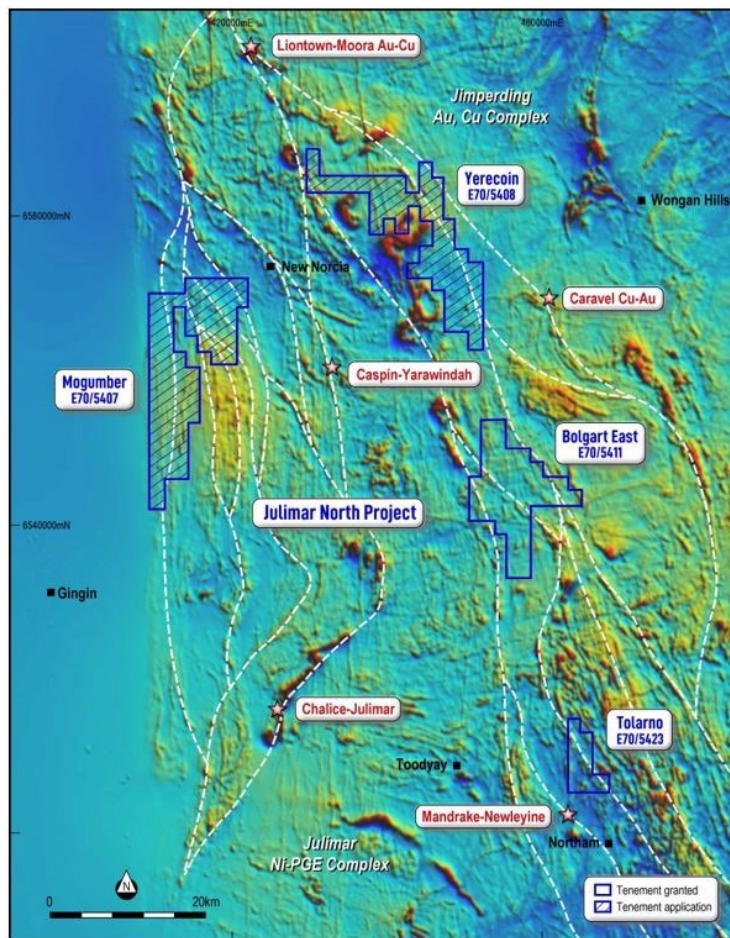 420000mE
460000mE
Liontown-Moora Au-Cu
Jimperding
Au, Cu Complex
Yerecoin
E70/5408
Wongan Hills
6580000mN
New Norcia
Caravel Cu-Au
Caspin-Yarawindah
Mogumber
E70/5407
Bolgart East
E70/5411
Julimar North Project
6540000mN
Gingin
Chalice-Julimar
Tolarno
E70/5423
Toodyay
Mandrake-Newleyine
Northam
Julimar
Ni-PGE Complex
N
0
20km
Tenement granted
Tenement application